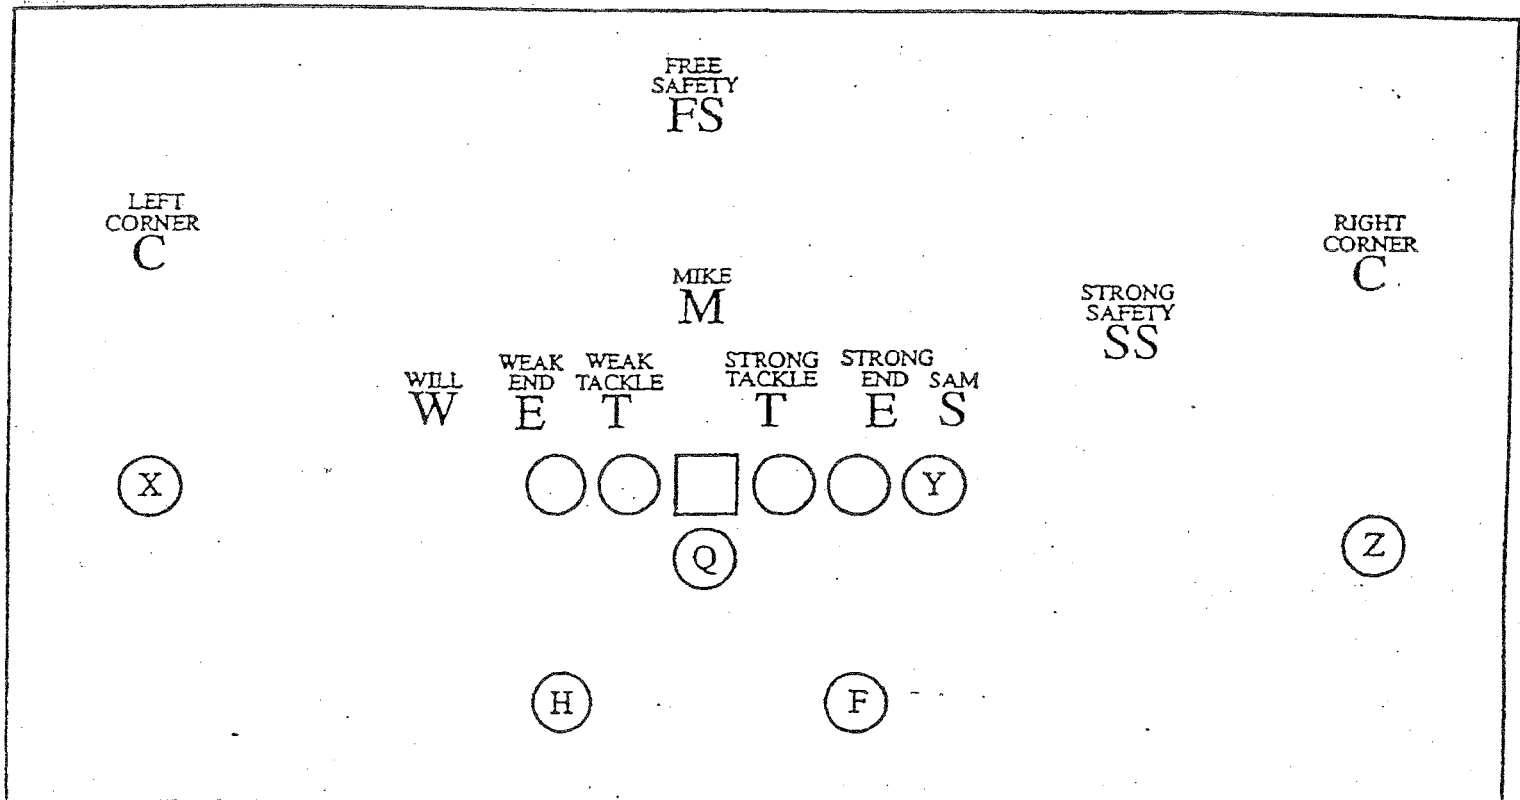 FREE
SAFETY
FS
LEFT
CORNER
C
RIGHT
CORNER
C
MIKE
M
STRONG
SAFETY
SS
WILL
W
WEAK
END
E
WEAK
TACKLE
T
STRONG
TACKLE
T
STRONG
END
E
SAM
S
X
Y
Q
Z
H
F